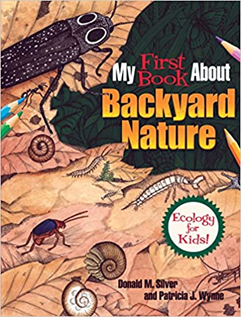 My First
Book About
Backyard
Nature
Ecology
for
Kids!
Donald M. Silver
and Patricia J. Wynne